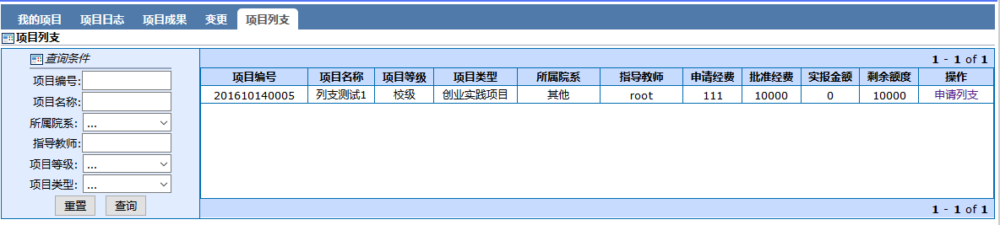 我的项目 项目日志 项目成果 变更 项目列支
项目列支
查询条件
项目编号:
项目名称:
所属院系: ...
指导教师:
项目等级: ...
项目类型: ...
重置 查询
1 - 1 of 1
项目编号 项目名称 项目等级 项目类型 所属院系 指导教师 申请经费 批准经费 实报金额 剩余额度 操作
201610140005 列支测试1 校级 创业实践项目 其他 root 111 10000 0 10000 申请列支
1 - 1 of 1